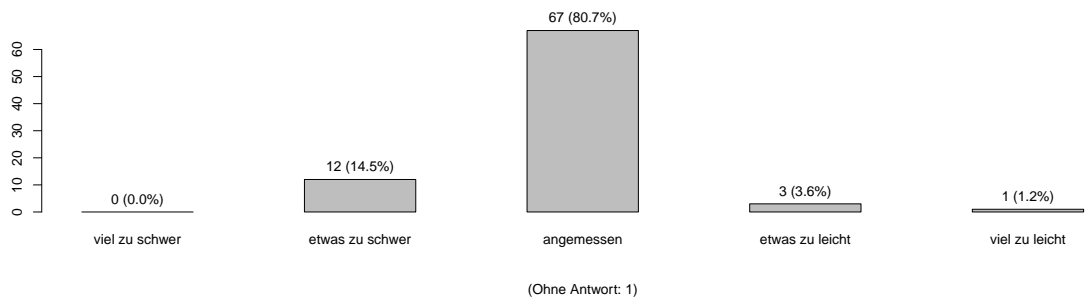 67 (80.7%)
12 (14.5%)
3 (3.6%)
1 (1.2%)
0 (0.0%)
60
50
40
30
20
10
0
viel zu schwer
etwas zu schwer
angemessen
etwas zu leicht
viel zu leicht
(Ohne Antwort: 1)